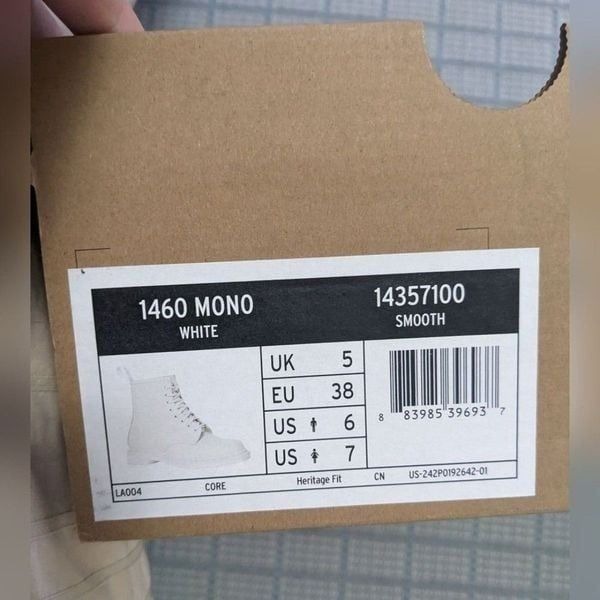 1460 MONO
WHITE
14357100
SMOOTH
UK 5
EU 38
US 6
US 7
8 83985 39693 7
LA004 CORE Heritage Fit CN US-242P0192642-01